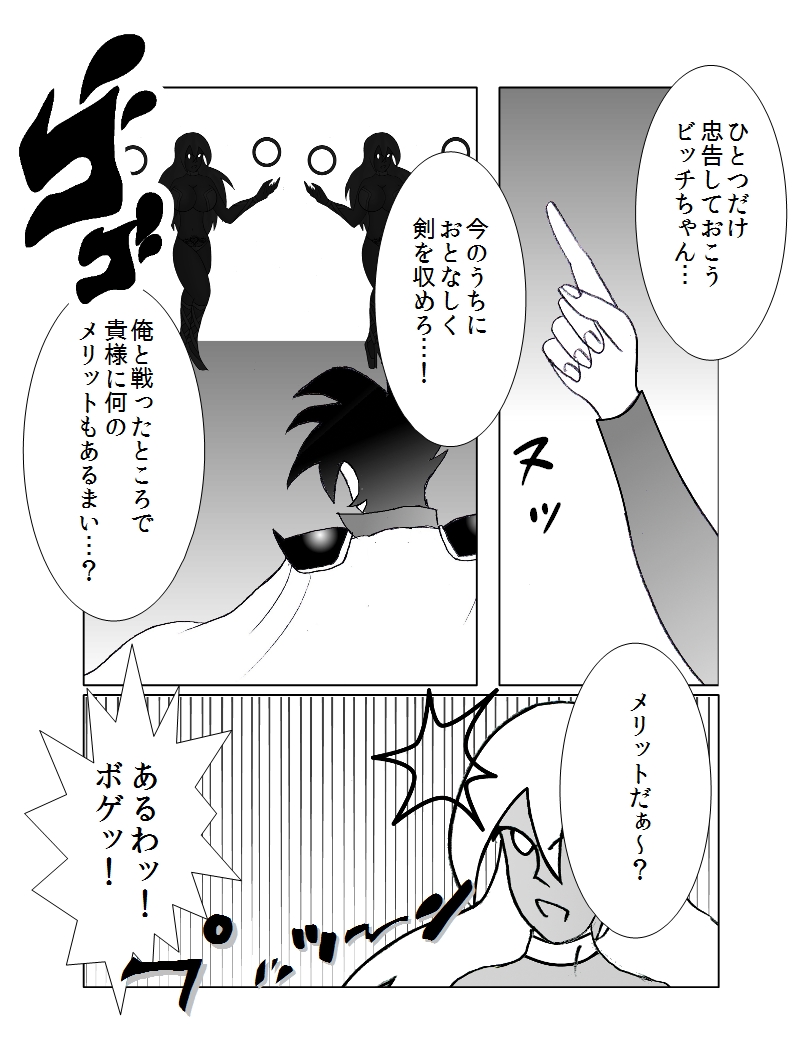 ひとつだけ
忠告しておこう
ビッチちゃん…
ヌッ
今のうちに
おとなしく
剣を収めろ…！
ゴゴゴゴ
俺と戦ったところで
貴様に何の
メリットもあるまい…？
メリットだぁ～？
プッツーン
あるわッ！
ボゲッ！